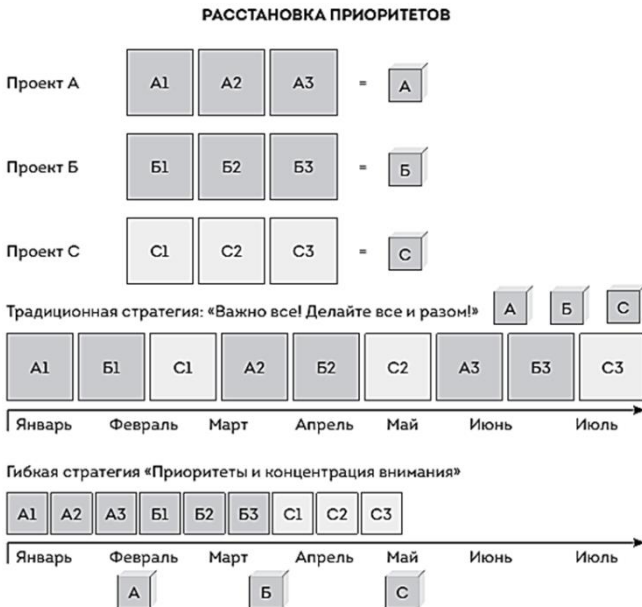 РАССТАНОВКА ПРИОРИТЕТОВ
Проект А А1 А2 А3 = А
Проект Б Б1 Б2 Б3 = Б
Проект С С1 С2 С3 = С
Традиционная стратегия: «Важно все! Делайте все и разом!» А Б С
А1 Б1 С1 А2 Б2 С2 А3 Б3 С3
Январь Февраль Март Апрель Май Июнь Июль
Гибкая стратегия «Приоритеты и концентрация внимания»
А1 А2 А3 Б1 Б2 Б3 С1 С2 С3
Январь Февраль Март Апрель Май Июнь Июль
А Б С